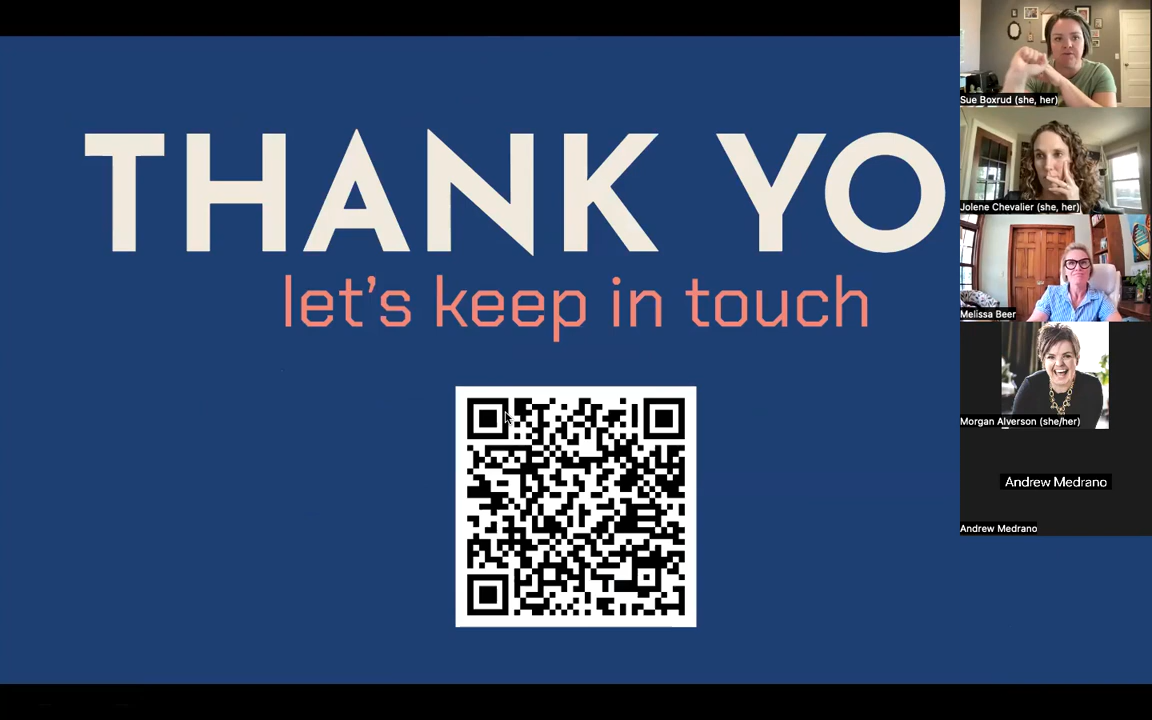 THANK YO
let's keep in touch
Sue Boxrud (she, her)
Jolene Chevalier (she, her)
Melissa Beer
Morgan Alverson (she/her)
Andrew Medrano
Andrew Medrano